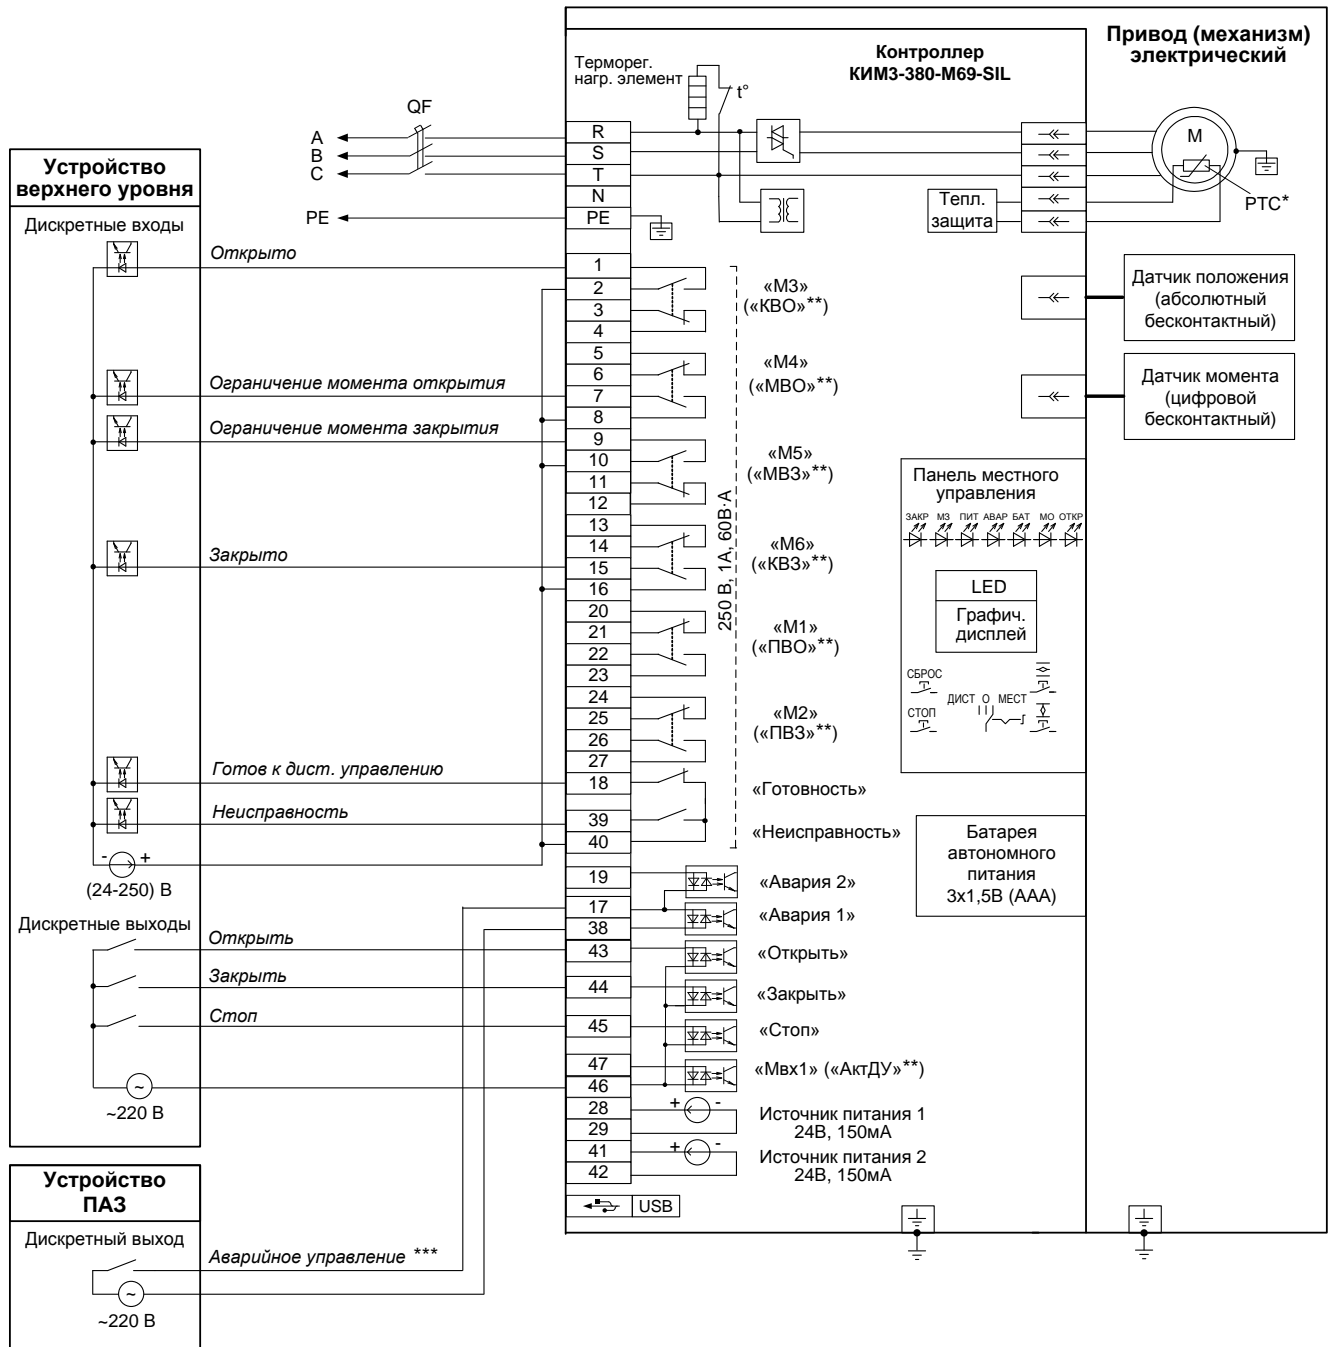 Привод (механизм)
электрический
Контроллер
КИМ3-380-М69-SIL
Терморег.
нагр. элемент
t°
QF
A
B
C
PE
R
S
T
N
PE
M
PTC*
Тепл.
защита
Устройство
верхнего уровня
Дискретные входы
Открыто
Ограничение момента открытия
Ограничение момента закрытия
Закрыто
Готов к дист. управлению
Неисправность
- +
(24-250) В
Дискретные выходы
Открыть
Закрыть
Стоп
~
~220 В
Устройство
ПАЗ
Дискретный выход
Аварийное управление ***
~
~220 В
1
2
3
4
5
6
7
8
9
10
11
12
13
14
15
16
20
21
22
23
24
25
26
27
18
39
40
19
17
38
43
44
45
47
46
28
29
41
42
USB
«М3»
(«КВО»**)
«М4»
(«МВО»**)
«М5»
(«МВЗ»**)
«М6»
(«КВЗ»**)
«М1»
(«ПВО»**)
«М2»
(«ПВЗ»**)
250 В, 1А, 60В·А
«Готовность»
«Неисправность»
«Авария 2»
«Авария 1»
«Открыть»
«Закрыть»
«Стоп»
«Мвх1» («АктДУ»**)
+ -
Источник питания 1
24В, 150мА
+ -
Источник питания 2
24В, 150мА
Датчик положения
(абсолютный
бесконтактный)
Датчик момента
(цифровой
бесконтактный)
Панель местного
управления
ЗАКР МЗ ПИТ АВАР БАТ МО ОТКР
LED
Графич.
дисплей
СБРОС
ДИСТ О МЕСТ
СТОП
Батарея
автономного
питания
3х1,5В (ААА)